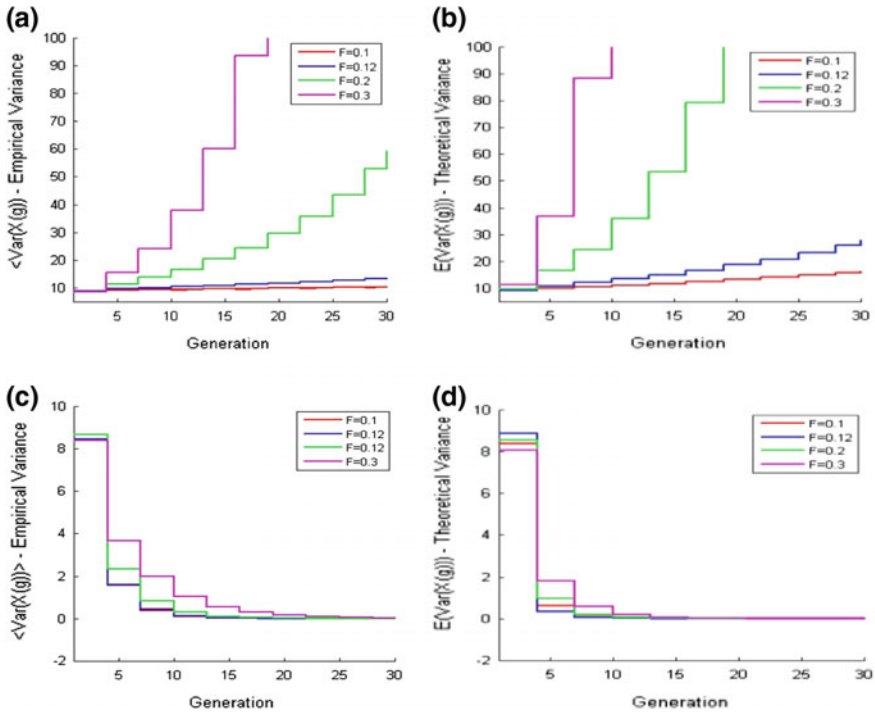 (a)
100
90
80
70
60
50
40
30
20
10
<Var(X(g)) - Empirical Variance
5 10 15 20 25 30
Generation
F=0.1
F=0.12
F=0.2
F=0.3
(b)
100
90
80
70
60
50
40
30
20
10
E(Var(X(g))) - Theoretical Variance
5 10 15 20 25 30
Generation
F=0.1
F=0.12
F=0.2
F=0.3
(c)
10
8
6
4
2
0
-2
<Var(X(g))> - Empirical Variance
5 10 15 20 25 30
Generation
F=0.1
F=0.12
F=0.12
F=0.3
(d)
10
8
6
4
2
0
-2
E(Var(X(g))) - Theoretical Variance
5 10 15 20 25 30
Generation
F=0.1
F=0.12
F=0.2
F=0.3